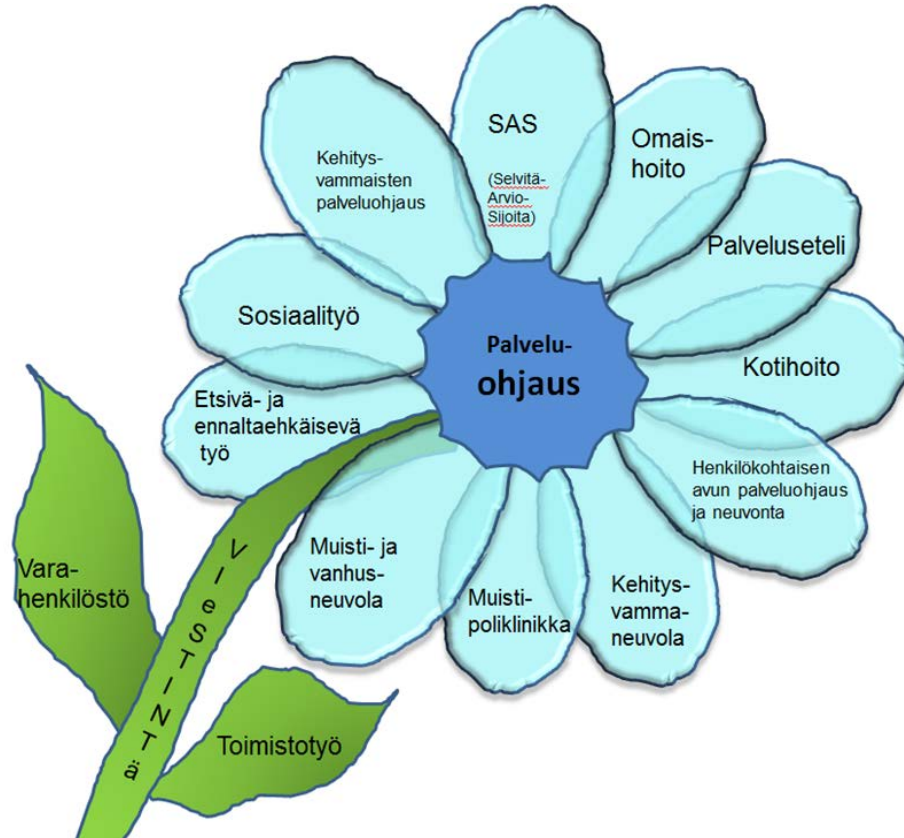 SAS
(Selvitä-
Arvio-
Sijoita)
Omais-
hoito
Palveluseteli
Kotihoito
Henkilökohtaisen
avun palveluohjaus
ja neuvonta
Kehitys-
vamma-
neuvola
Muisti-
poliklinikka
Muisti- ja
vanhus-
neuvola
Etsivä- ja
ennaltaehkäisevä
työ
Sosiaalityö
Kehitys-
vammaisten
palveluohjaus
Palvelu-
ohjaus
VIeSTINTä
Vara-
henkilöstö
Toimistotyö